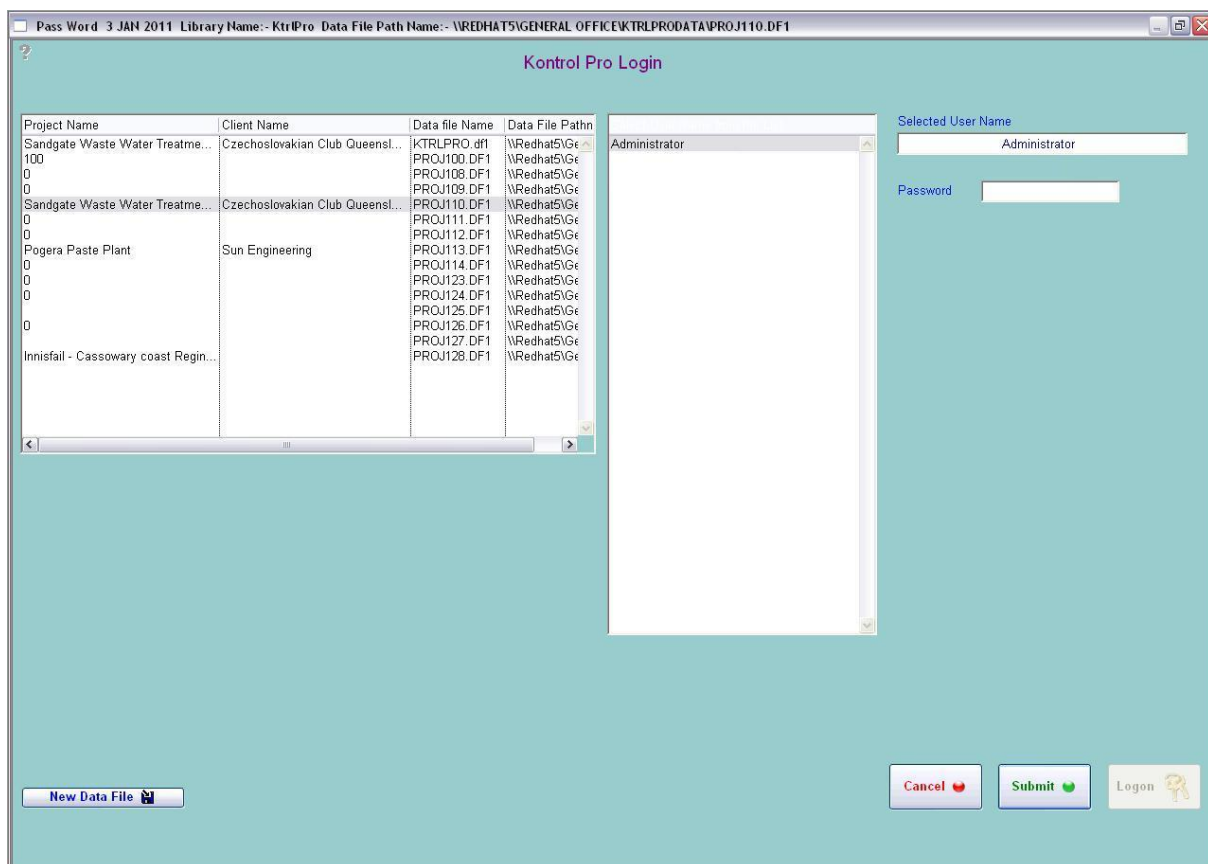 Pass Word 3 JAN 2011 Library Name:- KtrlPro Data File Path Name:- \\REDHAT5\GENERAL OFFICE\KTRLPRODATA\PROJ110.DF1
?
Kontrol Pro Login
Project Name Client Name Data file Name Data File Pathn
Sandgate Waste Water Treatme... Czechoslovakian Club Queensl... KTRLPRO.df1 \\Redhat5\Ge
100 PROJ100.DF1 \\Redhat5\Ge
0 PROJ108.DF1 \\Redhat5\Ge
0 PROJ109.DF1 \\Redhat5\Ge
Sandgate Waste Water Treatme... Czechoslovakian Club Queensl... PROJ110.DF1 \\Redhat5\Ge
0 PROJ111.DF1 \\Redhat5\Ge
0 PROJ112.DF1 \\Redhat5\Ge
Pogera Paste Plant Sun Engineering PROJ113.DF1 \\Redhat5\Ge
0 PROJ114.DF1 \\Redhat5\Ge
0 PROJ123.DF1 \\Redhat5\Ge
0 PROJ124.DF1 \\Redhat5\Ge
PROJ125.DF1 \\Redhat5\Ge
0 PROJ126.DF1 \\Redhat5\Ge
PROJ127.DF1 \\Redhat5\Ge
Innisfail - Cassowary coast Regin... PROJ128.DF1 \\Redhat5\Ge
Administrator
Selected User Name
Administrator
Password
New Data File
Cancel
Submit
Logon